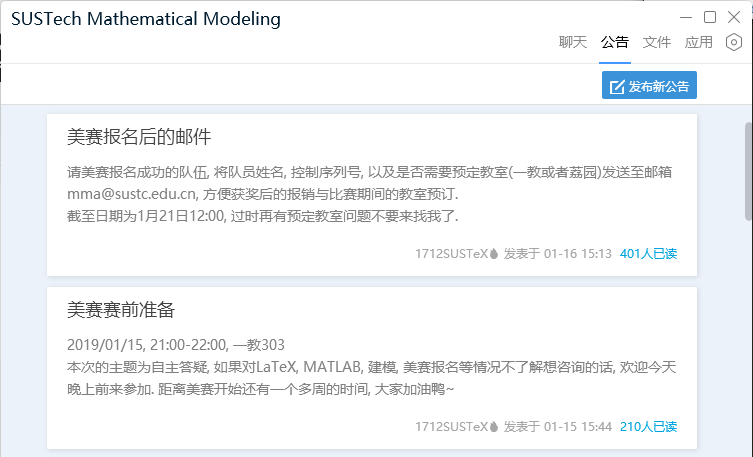 SUSTech Mathematical Modeling
聊天 公告 文件 应用
发布新公告
美赛报名后的邮件
请美赛报名成功的队伍, 将队员姓名, 控制序列号, 以及是否需要预定教室(一教或者荔园)发送至邮箱
mma@sustc.edu.cn, 方便获奖后的报销与比赛期间的教室预订.
截至日期为1月21日12:00, 过时再有预定教室问题不要来找我了.
1712SUSTeX 发表于 01-16 15:13 401人已读
美赛赛前准备
2019/01/15, 21:00-22:00, 一教303
本次的主题为自主答疑, 如果对LaTeX, MATLAB, 建模, 美赛报名等情况不了解想咨询的话, 欢迎今天
晚上前来参加. 距离美赛开始还有一个多周的时间, 大家加油鸭~
1712SUSTeX 发表于 01-15 15:44 210人已读